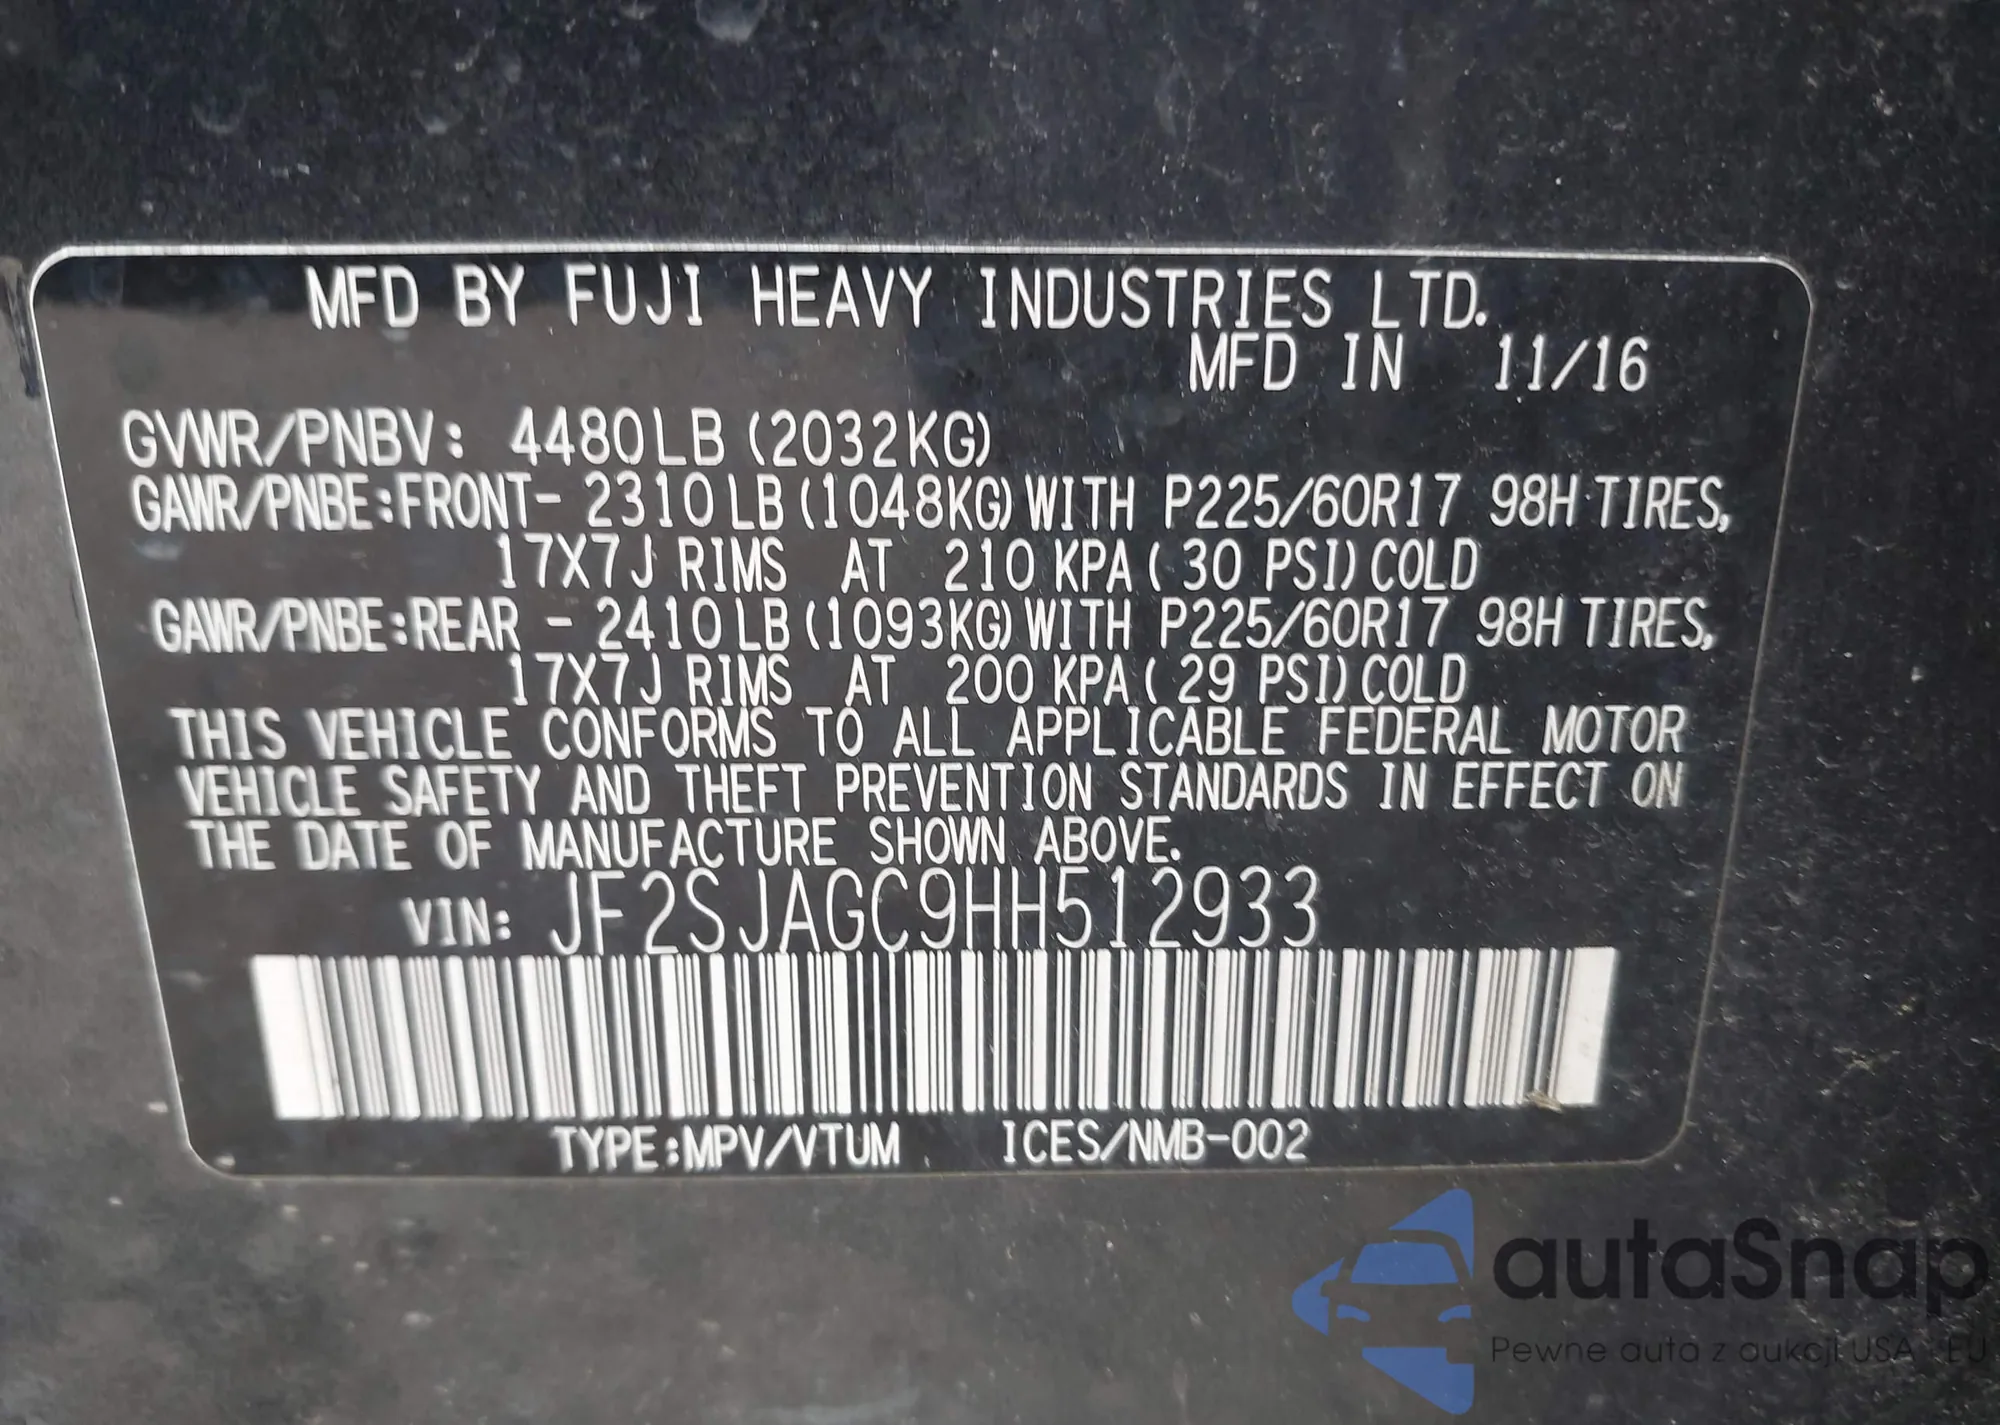 MFD BY FUJI HEAVY INDUSTRIES LTD.
MFD IN 11/16
GVWR/PNBV: 4480LB (2032KG)
GAWR/PNBE:FRONT- 2310LB(1048KG)WITH P225/60R17 98H TIRES,
17X7J RIMS AT 210 KPA( 30 PSI)COLD
GAWR/PNBE:REAR - 2410LB(1093KG)WITH P225/60R17 98H TIRES,
17X7J RIMS AT 200 KPA( 29 PSI)COLD
THIS VEHICLE CONFORMS TO ALL APPLICABLE FEDERAL MOTOR
VEHICLE SAFETY AND THEFT PREVENTION STANDARDS IN EFFECT ON
THE DATE OF MANUFACTURE SHOWN ABOVE.
VIN: JF2SJAGC9HH512933
TYPE:MPV/VTUM ICES/NMB-002
autaSnap
Pewne auta z aukcji USA - EU